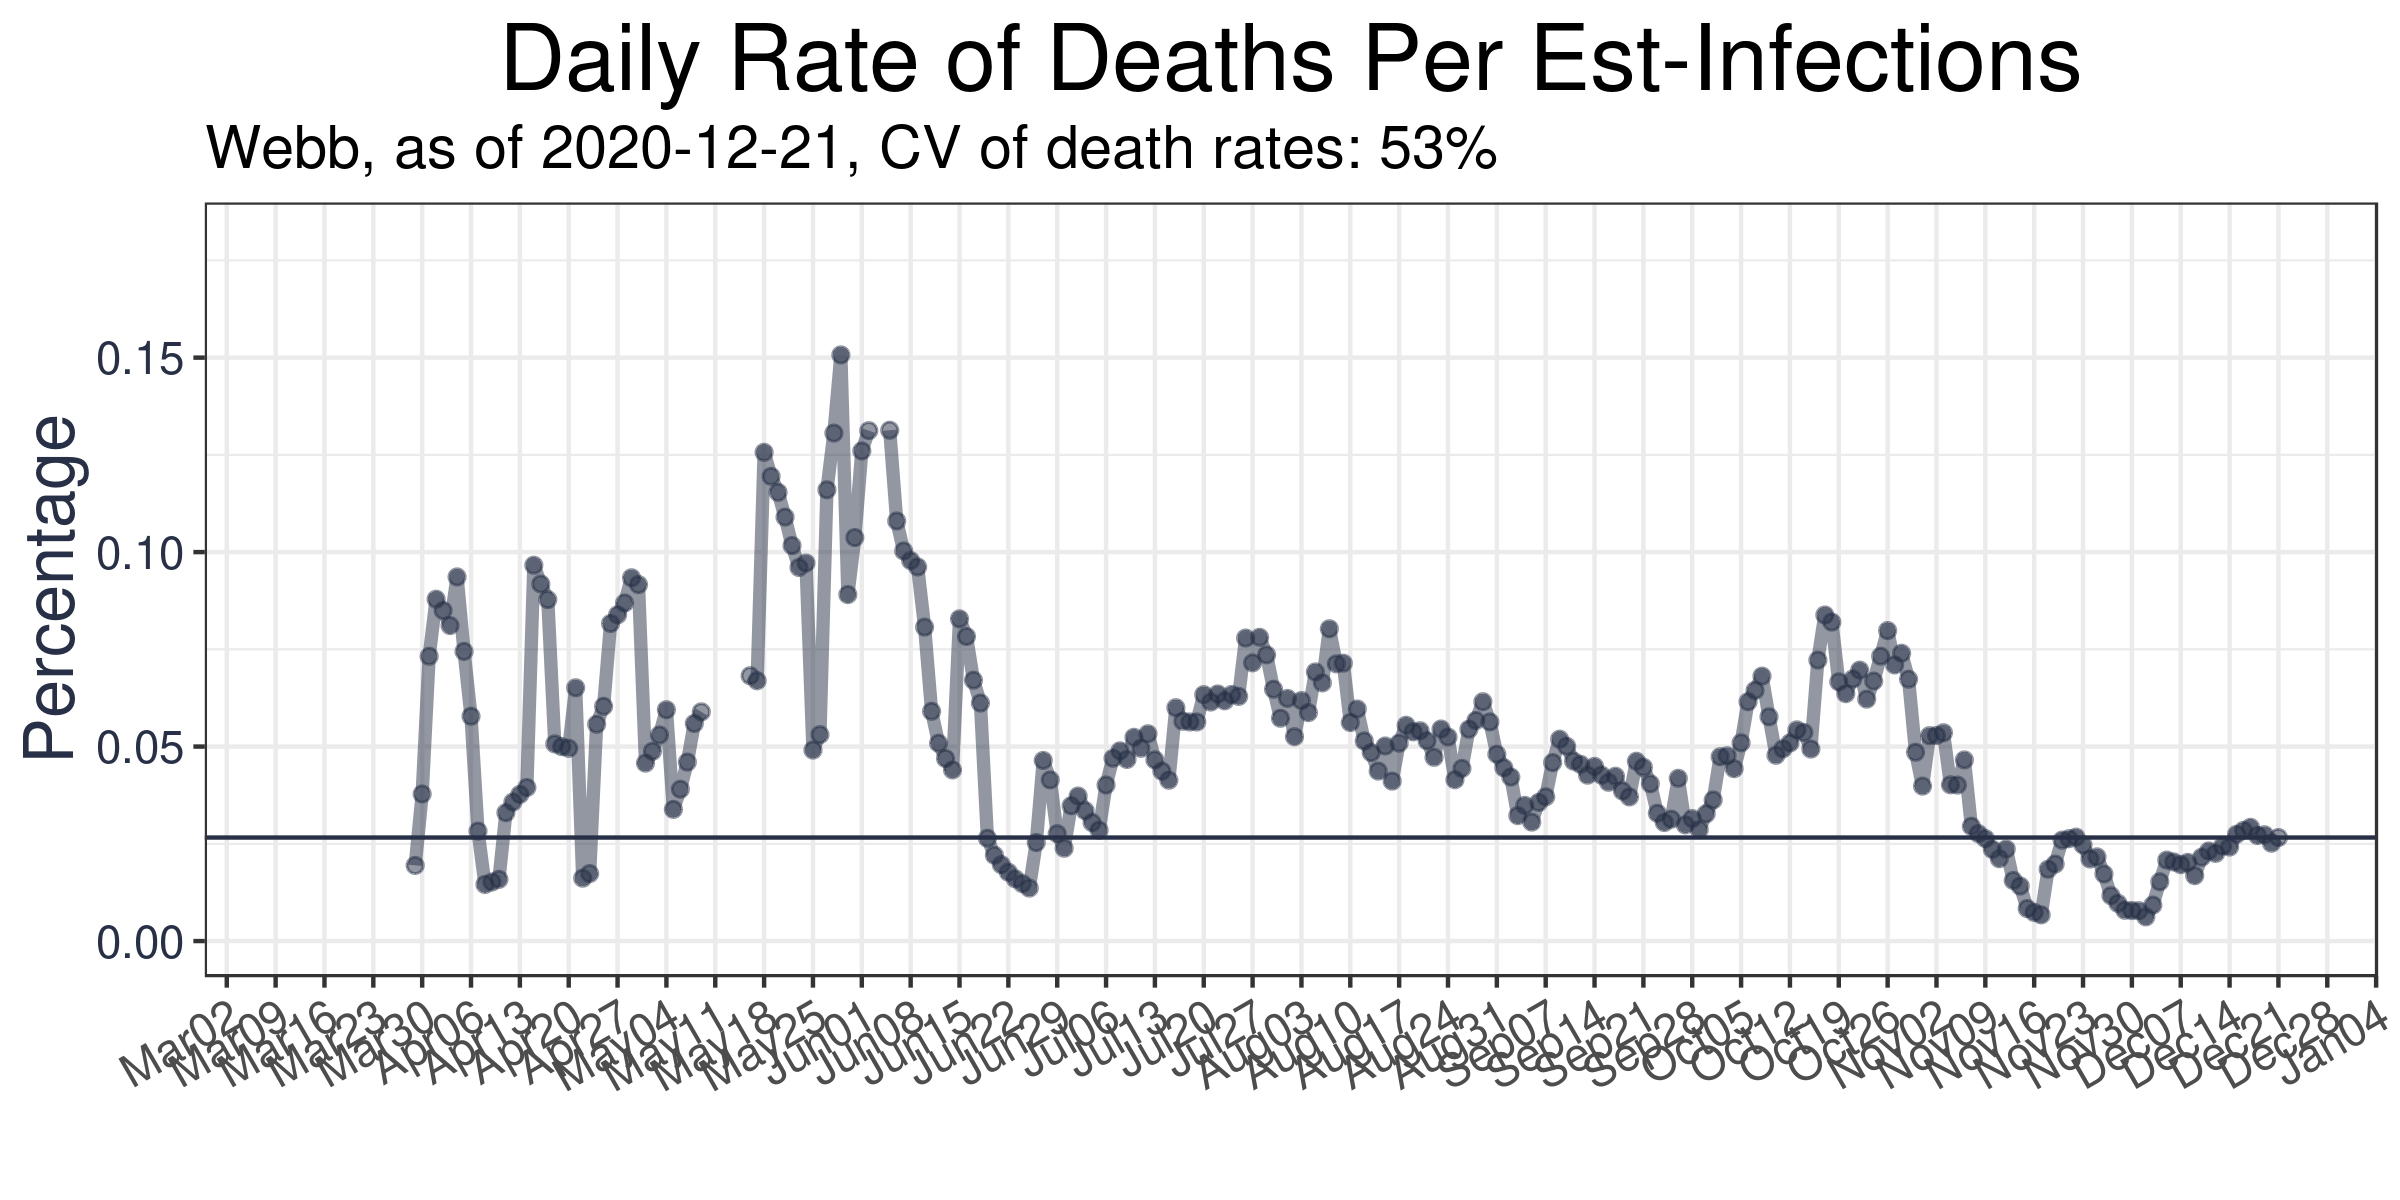 Daily Rate of Deaths Per Est-Infections
Webb, as of 2020-12-21, CV of death rates: 53%
Percentage
0.15
0.10
0.05
0.00
Mar02
Mar09
Mar16
Mar23
Mar30
Apr06
Apr13
Apr20
Apr27
May04
May11
May18
May25
Jun01
Jun08
Jun15
Jun22
Jun29
Jul06
Jul13
Jul20
Jul27
Aug03
Aug10
Aug17
Aug24
Aug31
Sep07
Sep14
Sep21
Sep28
Oct05
Oct12
Oct19
Oct26
Nov02
Nov09
Nov16
Nov23
Nov30
Dec07
Dec14
Dec21
Dec28
Jan04